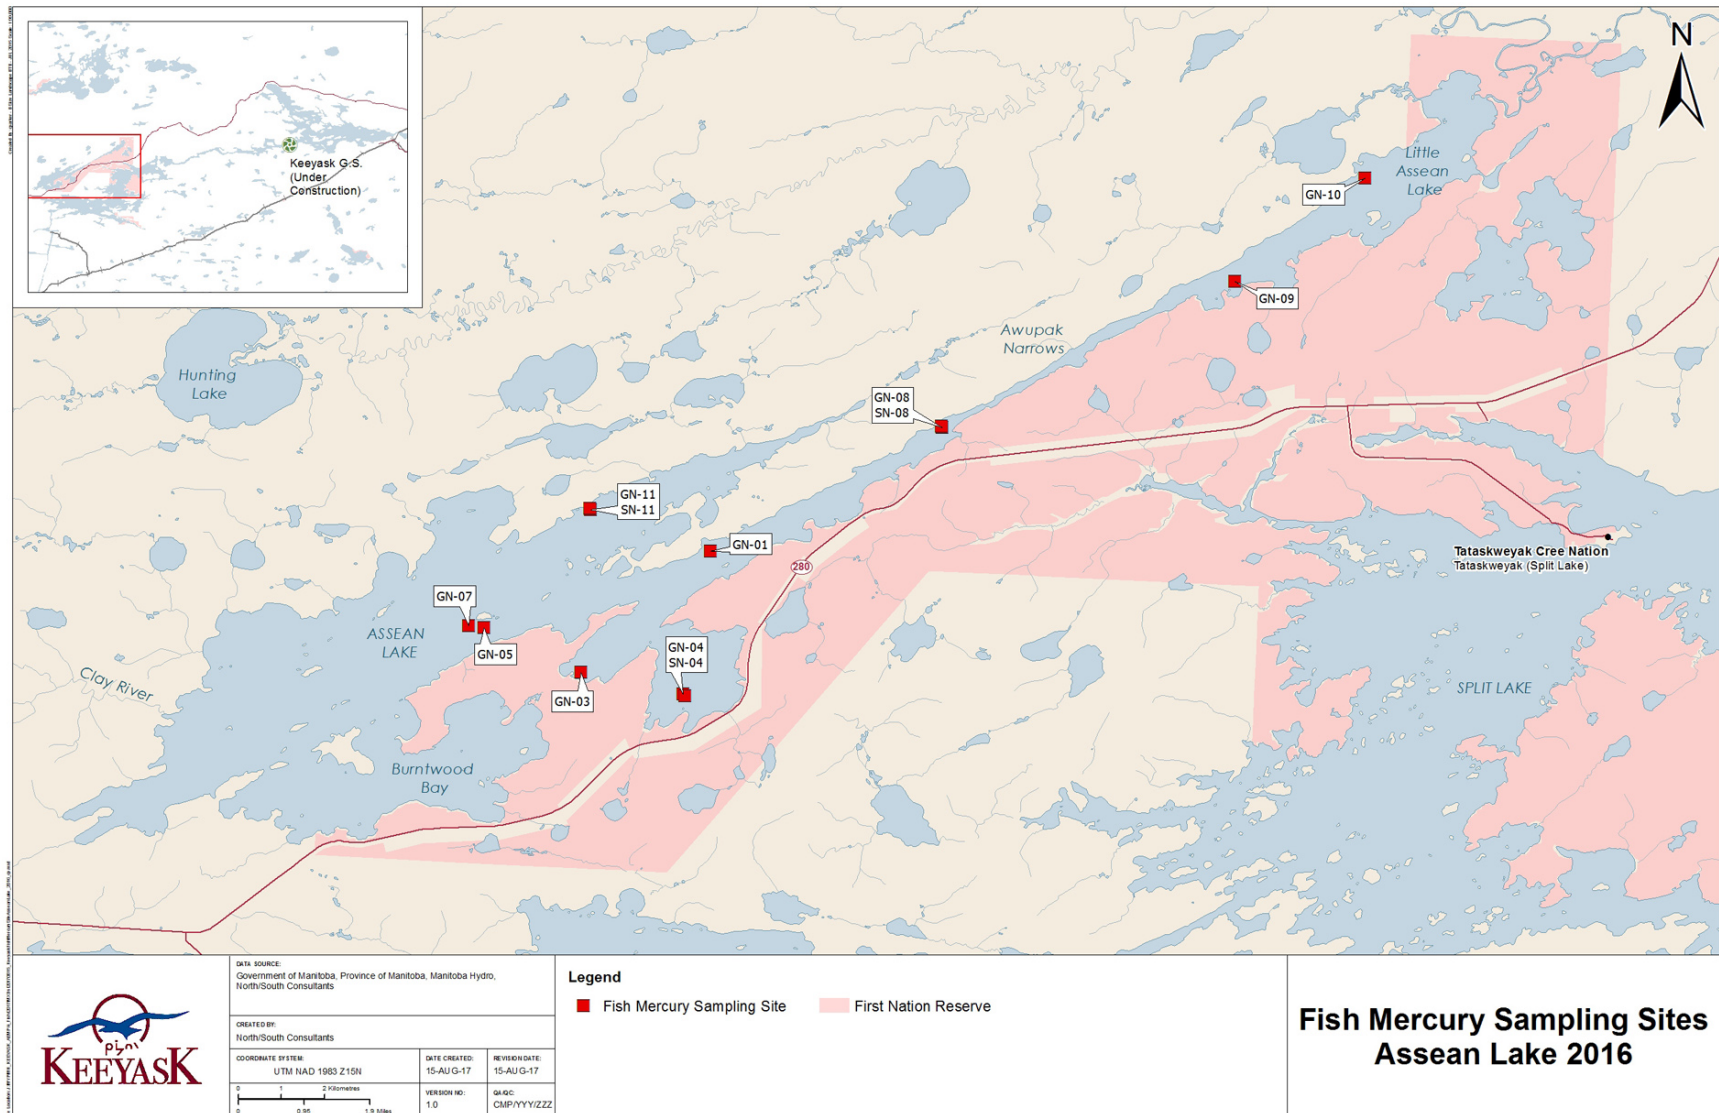 Keeyask G.S.
(Under
Construction)
N
Little
Assean
Lake
GN-10
GN-09
Awupak
Narrows
Hunting
Lake
GN-08
SN-08
GN-11
SN-11
GN-01
280
Tataskweyak Cree Nation
Tataskweyak (Split Lake)
GN-07
ASSEAN
LAKE
GN-05
GN-04
SN-04
Clay River
GN-03
SPLIT LAKE
Burntwood
Bay
KEEYASK
DATA SOURCE:
Government of Manitoba, Province of Manitoba, Manitoba Hydro,
North/South Consultants
CREATED BY:
North/South Consultants
COORDINATE SYSTEM:
UTM NAD 1983 Z15N
DATE CREATED:
15-AUG-17
REVISION DATE:
15-AUG-17
0 1 2 Kilometres
0 0.95 1.9 Miles
VERSION NO:
1.0
QA/QC:
CMP/YYY/ZZZ
Legend
Fish Mercury Sampling Site
First Nation Reserve
Fish Mercury Sampling Sites
Assean Lake 2016